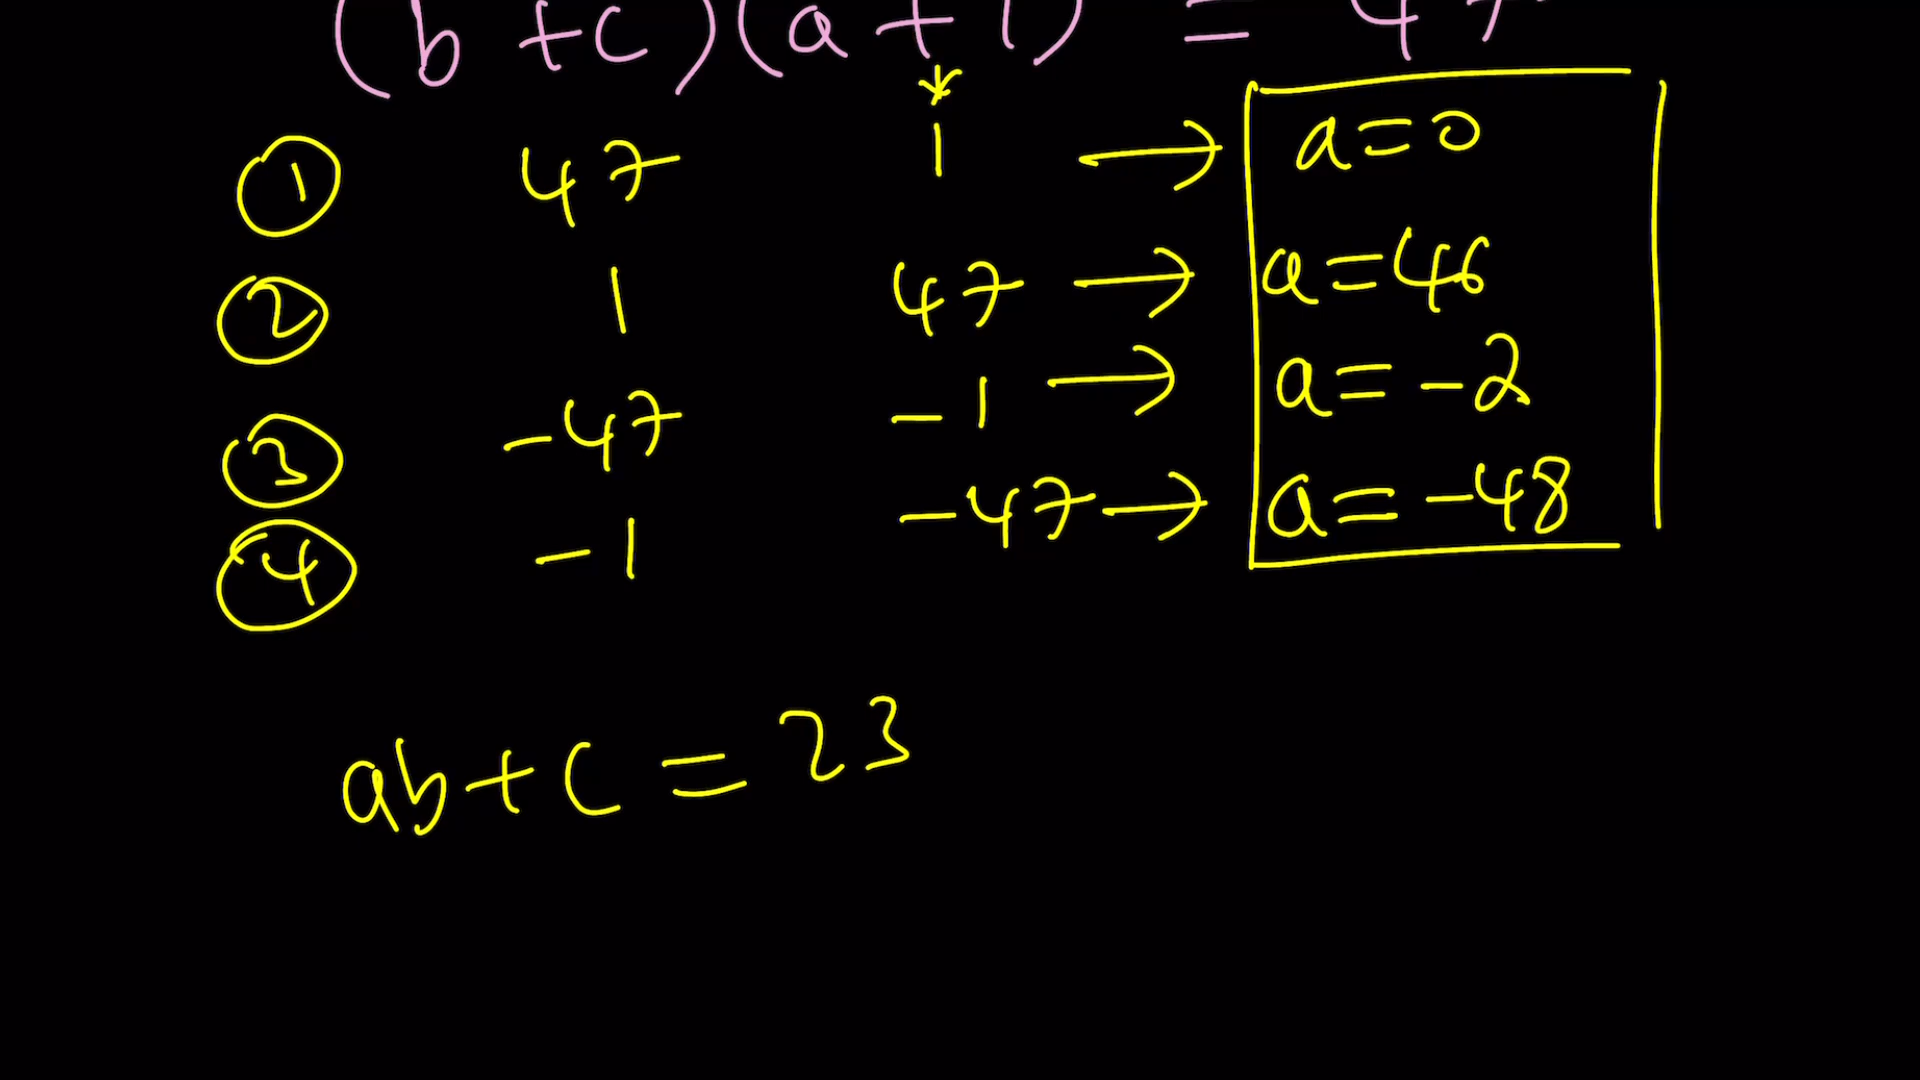 (b + c)(a + 1) = 47
① 47 1 → a = 0
② 1 47 → a = 46
③ -47 -1 → a = -2
④ -1 -47 → a = -48
ab + c = 23